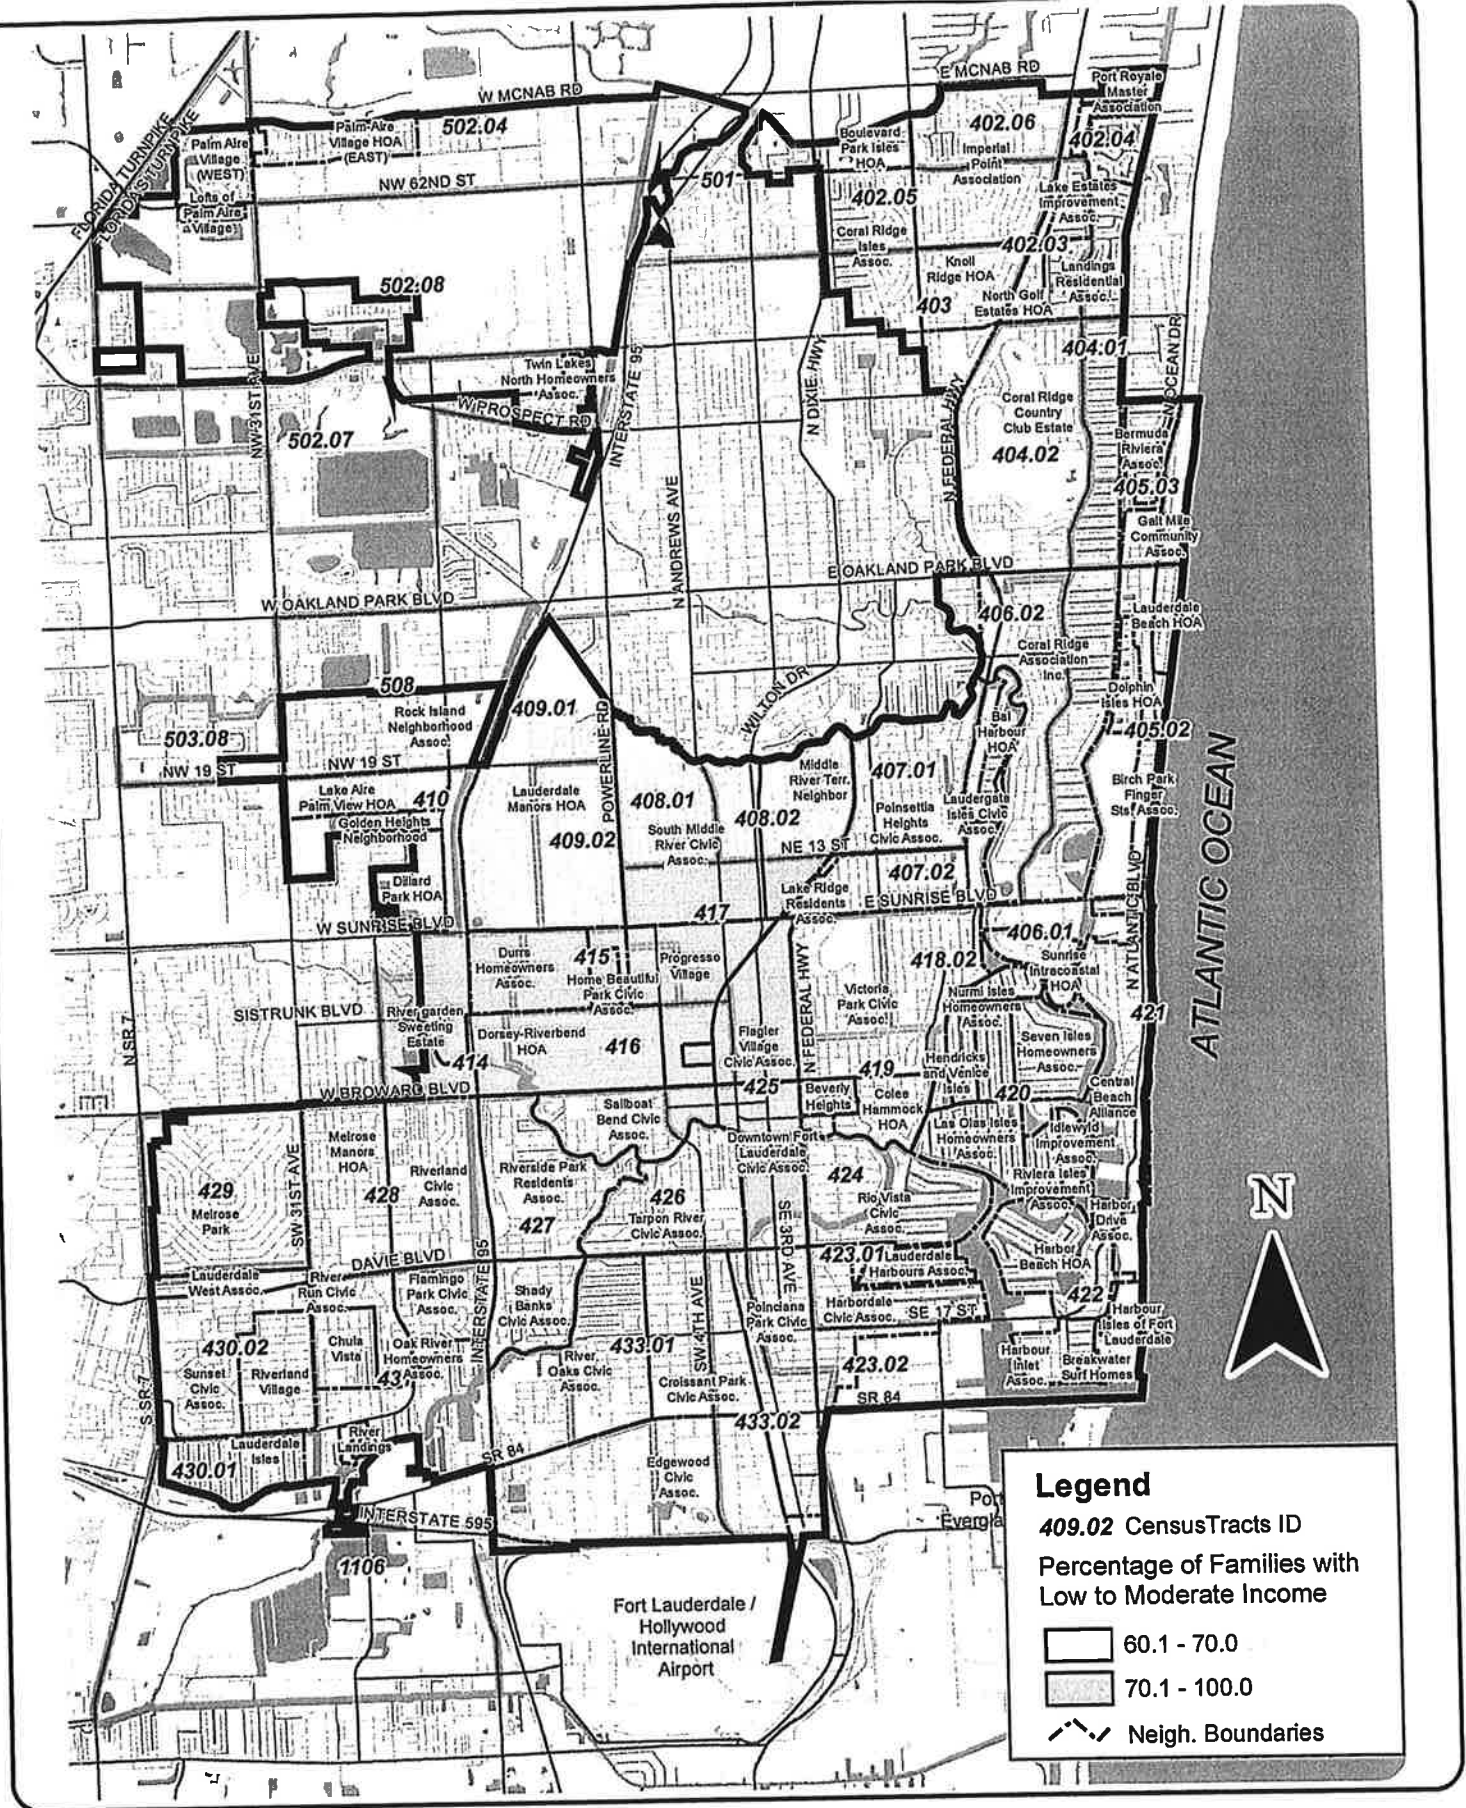 E MCNAB RD
W MCNAB RD
Port Royale
Master
Association
FLORIDA TURNPIKE
FLORIDA'S TURNPIKE
Palm Aire
Village
(WEST)
Palm-Aire
Village HOA
(EAST)
502.04
402.06
402.04
Boulevard
Park Isles
HOA
Imperial
Point
Association
NW 62ND ST
501
402.05
Lake Estates
Improvement
Assoc.
Lofts of
Palm Aire
Village
Coral Ridge
Isles
Assoc.
402.03
Knoll
Ridge HOA
Landings
Residential
Assoc.
502.08
403
North Golf
Estates HOA
404.01
N OCEAN DR
NW 31ST AVE
Twin Lakes
North Homeowners
Assoc.
INTERSTATE 95
N DIXIE HWY
W PROSPECT RD
N FEDERAL HWY
Coral Ridge
Country
Club Estate
404.02
502.07
Bermuda
Riviera
Assoc.
405.03
Galt Mile
Community
Assoc.
N ANDREWS AVE
E OAKLAND PARK BLVD
W OAKLAND PARK BLVD
406.02
Lauderdale
Beach HOA
Coral Ridge
Association
Inc.
508
WILTON DR
Dolphin
Isles HOA
405.02
Rock Island
Neighborhood
Assoc.
409.01
POWERLINE RD
Bal
Harbour
HOA
503.08
NW 19 ST
NW 19 ST
Lake Aire
Palm View HOA
410
Golden Heights
Neighborhood
Lauderdale
Manors HOA
409.02
408.01
South Middle
River Civic
Assoc.
408.02
Middle
River Terr.
Neighbor
407.01
Poinsettia
Heights
Civic Assoc.
Laudergate
Isles Civic
Assoc.
Birch Park
Finger
Sts. Assoc.
ATLANTIC OCEAN
NE 13 ST
407.02
Dillard
Park HOA
Lake Ridge
Residents
Assoc.
E SUNRISE BLVD
N ATLANTIC BLVD
W SUNRISE BLVD
417
406.01
Durrs
Homeowners
Assoc.
415
Home Beautiful
Park Civic
Assoc.
Progresso
Village
N FEDERAL HWY
418.02
Sunrise
Intracoastal
HOA
Victoria
Park Civic
Assoc.
Nurmi Isles
Homeowners
Assoc.
421
N SR 7
SISTRUNK BLVD
River garden
Sweeting
Estate
414
Dorsey-Riverbend
HOA
416
Flagler
Village
Civic Assoc.
Seven Isles
Homeowners
Assoc.
419
Hendricks
and Venice
Isles
W BROWARD BLVD
425
Beverly
Heights
Colee
Hammock
HOA
420
Central
Beach
Alliance
Sailboat
Bend Civic
Assoc.
Las Olas Isles
Homeowners
Assoc.
Idlewyld
Improvement
Assoc.
Melrose
Manors
HOA
Downtown Fort
Lauderdale
Civic Assoc.
429
Melrose
Park
SW 31ST AVE
428
Riverland
Civic
Assoc.
Riverside Park
Residents
Assoc.
427
426
Tarpon River
Civic Assoc.
424
Rio Vista
Civic
Assoc.
Riviera Isles
Improvement
Assoc.
Harbor
Drive
Assoc.
N
DAVIE BLVD
SE 3RD AVE
423.01
Lauderdale
Harbours Assoc.
Harbor
Beach HOA
Lauderdale
West Assoc.
River
Run Civic
Assoc.
Flamingo
Park Civic
Assoc.
INTERSTATE 95
Shady
Banks
Civic Assoc.
SW 4TH AVE
Poinciana
Park Civic
Assoc.
Harbordale
Civic Assoc.
SE 17 ST
422
Harbour
Isles of Fort
Lauderdale
430.02
Chula
Vista
Oak River
Homeowners
Assoc.
433.01
River
Oaks Civic
Assoc.
423.02
Harbour
Inlet
Assoc.
Breakwater
Surf Homes
S SR 7
Sunset
Civic
Assoc.
Riverland
Village
43
Croissant Park
Civic Assoc.
SR 84
433.02
River
Landings
Lauderdale
Isles
430.01
SR 84
Edgewood
Civic
Assoc.
INTERSTATE 595
1106
Port
Evergla
Fort Lauderdale /
Hollywood
International
Airport
Legend
409.02 CensusTracts ID
Percentage of Families with
Low to Moderate Income
60.1 - 70.0
70.1 - 100.0
Neigh. Boundaries